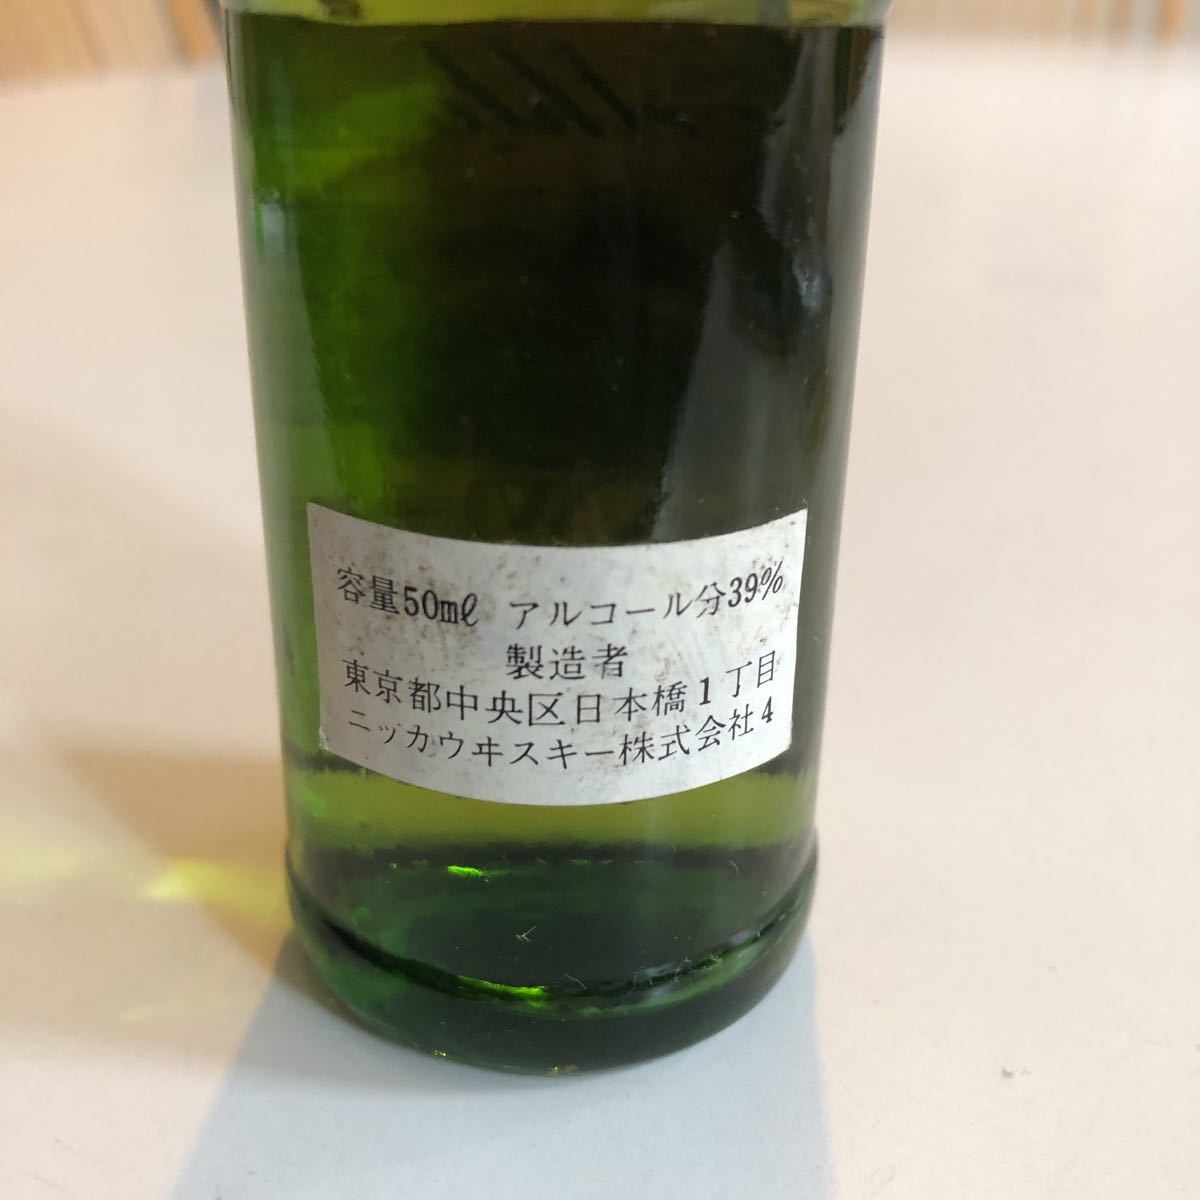 容量50mℓ アルコール分39%
製造者
東京都中央区日本橋1丁目
ニッカウヰスキー株式会社4